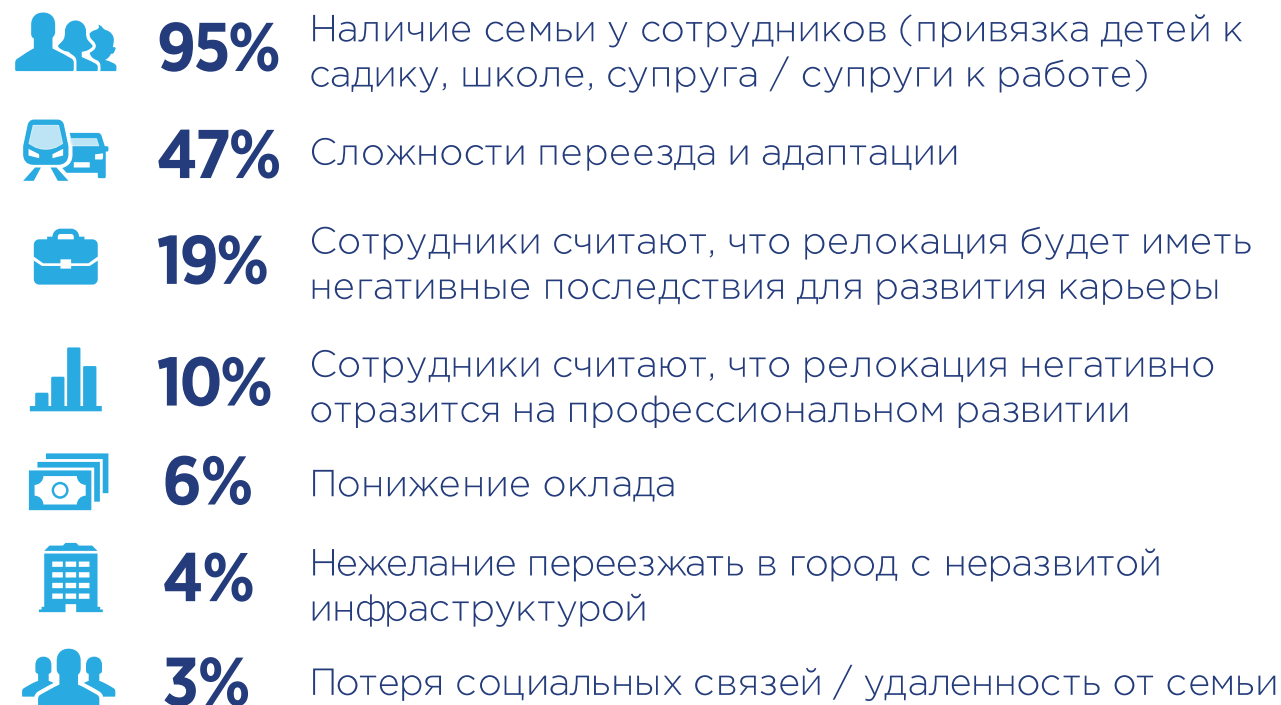 95% Наличие семьи у сотрудников (привязка детей к
садику, школе, супруга / супруги к работе)
47% Сложности переезда и адаптации
19% Сотрудники считают, что релокация будет иметь
негативные последствия для развития карьеры
10% Сотрудники считают, что релокация негативно
отразится на профессиональном развитии
6% Понижение оклада
4% Нежелание переезжать в город с неразвитой
инфраструктурой
3% Потеря социальных связей / удаленность от семьи